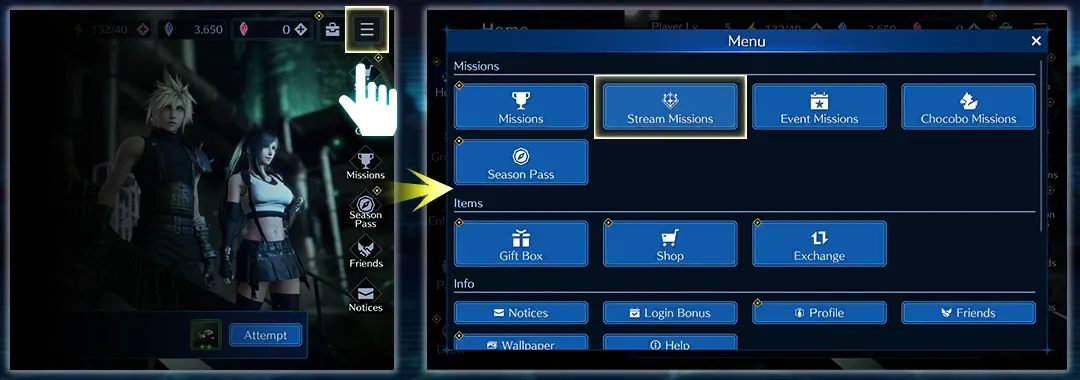 132/40
3,650
0
Missions
Season
Pass
Friends
Notices
Attempt
Home
Player Lv. 5
132/40
3,650
0
Menu
Missions
Missions
Stream Missions
Event Missions
Chocobo Missions
Season Pass
Items
Gift Box
Shop
Exchange
Info
Notices
Login Bonus
Profile
Friends
Wallpaper
Help